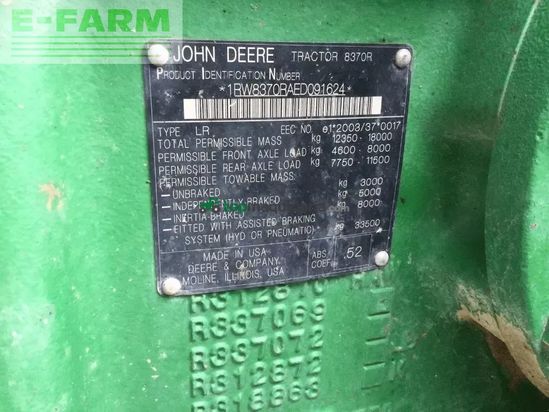 E-FARM
JOHN DEERE TRACTOR 8370R
PRODUCT IDENTIFICATION NUMBER
*1RW8370RAED091624*
TYPE LR EEC NO e1*2003/37*0017
TOTAL PERMISSIBLE MASS kg 12350 - 18000
PERMISSIBLE FRONT AXLE LOAD kg 4600 - 8000
PERMISSIBLE REAR AXLE LOAD kg 7750 - 11500
PERMISSIBLE TOWABLE MASS:
- UNBRAKED kg 3000
- INDEPENDENTLY-BRAKED kg 5000
- INERTIA-BRAKED kg 8000
- FITTED WITH ASSISTED BRAKING kg 33500
SYSTEM (HYD OR PNEUMATIC)
MADE IN USA
DEERE & COMPANY
MOLINE, ILLINOIS, USA
ABS. COEF. .52
R312870
R337069
R337072
R312872
R318863